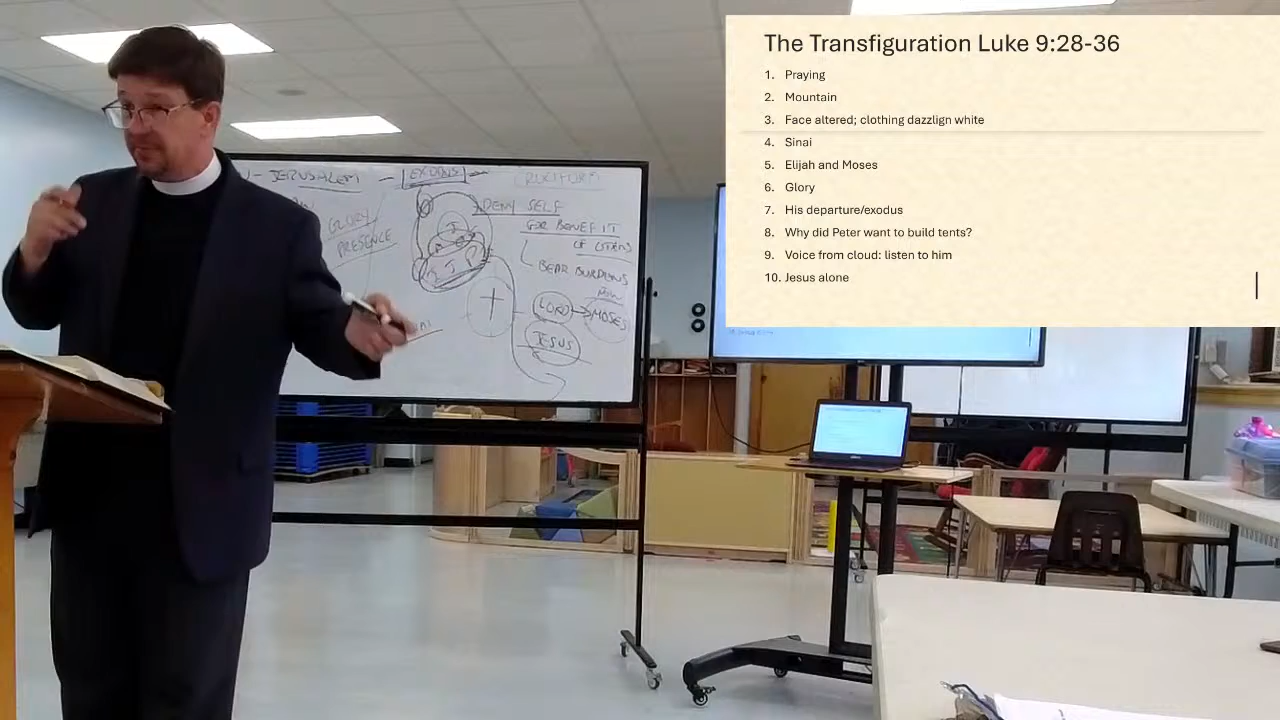 The Transfiguration Luke 9:28-36
1. Praying
2. Mountain
3. Face altered; clothing dazzlign white
4. Sinai
5. Elijah and Moses
6. Glory
7. His departure/exodus
8. Why did Peter want to build tents?
9. Voice from cloud: listen to him
10. Jesus alone
- JERUSALEM - EXODUS - CRUCIFORM
DENY SELF
GLORY
PRESENCE
FOR BENEFIT
OF OTHERS
BEAR BURDENS
LORD → MOSES
JESUS